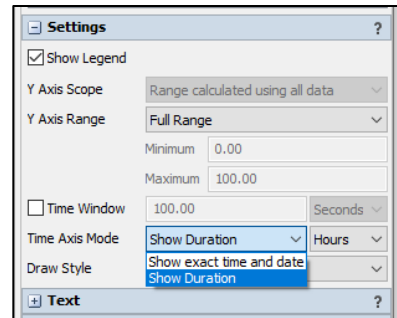 Settings ?
Show Legend
Y Axis Scope Range calculated using all data
Y Axis Range Full Range
Minimum 0.00
Maximum 100.00
Time Window 100.00 Seconds
Time Axis Mode Show Duration Hours
Show exact time and date
Draw Style Show Duration
Text ?